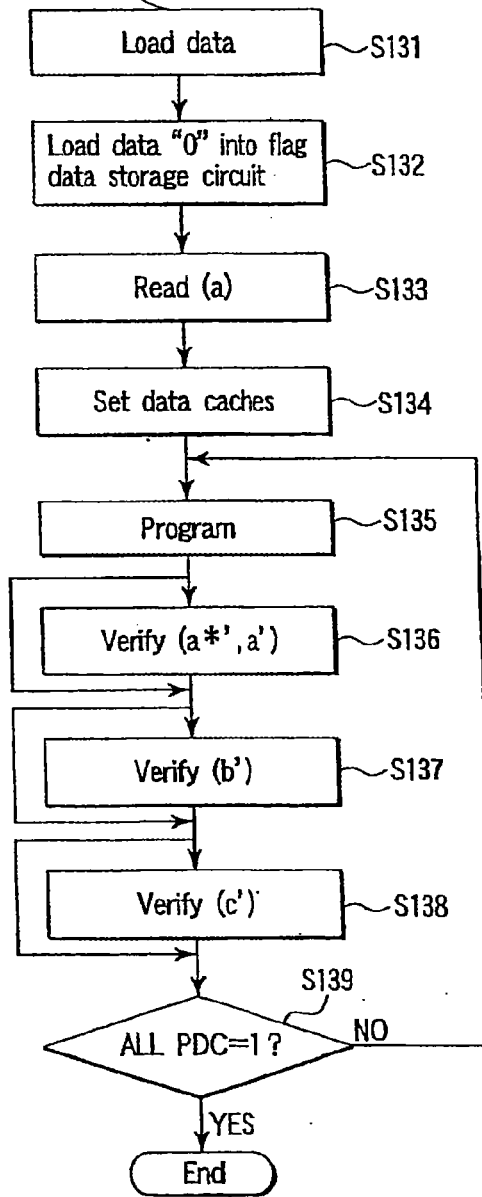 Load data
S131
Load data "0" into flag
data storage circuit
S132
Read (a)
S133
Set data caches
S134
Program
S135
Verify (a*', a')
S136
Verify (b')
S137
Verify (c')
S138
S139
ALL PDC=1?
NO
YES
End